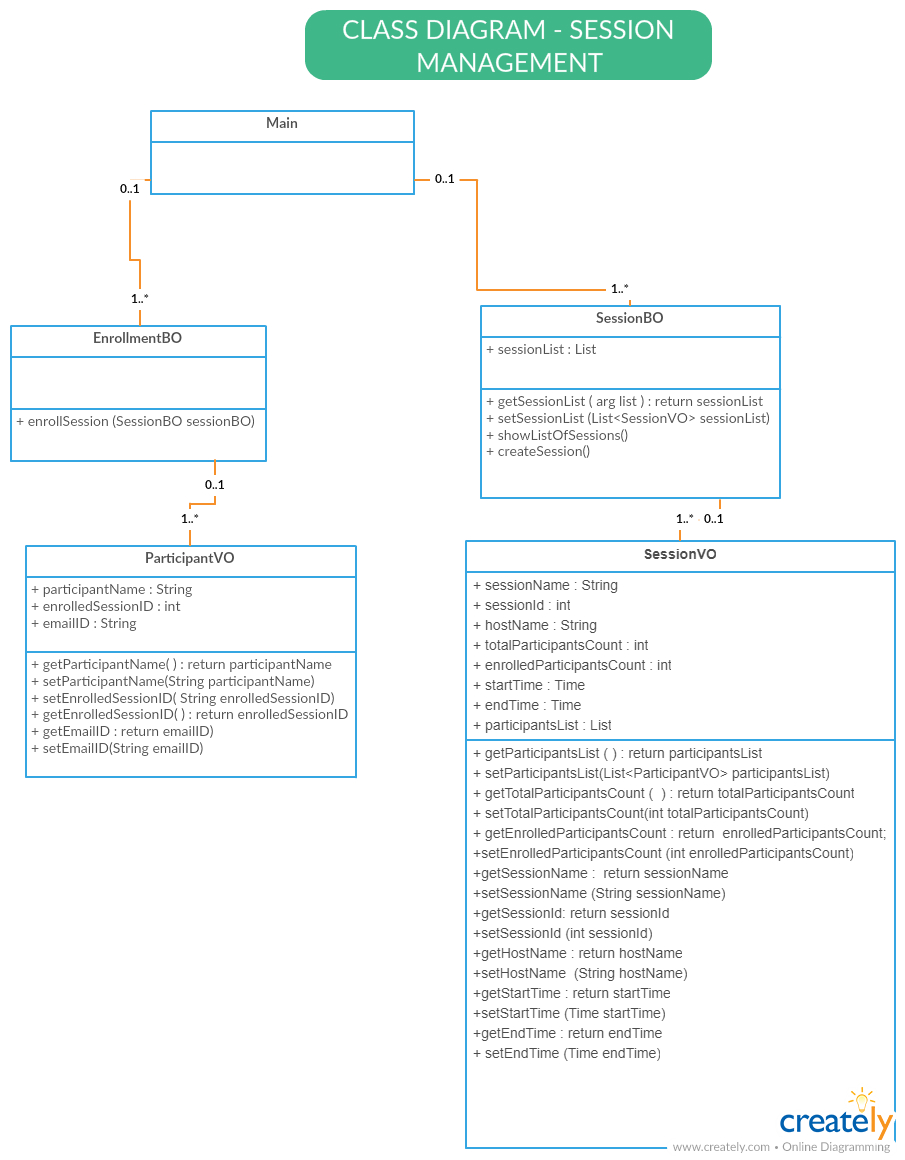 CLASS DIAGRAM - SESSION
MANAGEMENT
Main
0..1
0..1
1..*
1..*
EnrollmentBO
+ enrollSession (SessionBO sessionBO)
SessionBO
+ sessionList : List
+ getSessionList ( arg list ) : return sessionList
+ setSessionList (List<SessionVO> sessionList)
+ showListOfSessions()
+ createSession()
0..1
1..*
1..* 0..1
ParticipantVO
+ participantName : String
+ enrolledSessionID : int
+ emailID : String
+ getParticipantName( ) : return participantName
+ setParticipantName(String participantName)
+ setEnrolledSessionID( String enrolledSessionID)
+ getEnrolledSessionID( ) : return enrolledSessionID
+ getEmailID : return emailID)
+ setEmailID(String emailID)
SessionVO
+ sessionName : String
+ sessionId : int
+ hostName : String
+ totalParticipantsCount : int
+ enrolledParticipantsCount : int
+ startTime : Time
+ endTime : Time
+ participantsList : List
+ getParticipantsList ( ) : return participantsList
+ setParticipantsList(List<ParticipantVO> participantsList)
+ getTotalParticipantsCount (  ) : return totalParticipantsCount
+ setTotalParticipantsCount(int totalParticipantsCount)
+ getEnrolledParticipantsCount : return  enrolledParticipantsCount;
+setEnrolledParticipantsCount (int enrolledParticipantsCount)
+getSessionName :  return sessionName
+setSessionName (String sessionName)
+getSessionId: return sessionId
+setSessionId (int sessionId)
+getHostName : return hostName
+setHostName  (String hostName)
+getStartTime : return startTime
+setStartTime (Time startTime)
+getEndTime : return endTime
+ setEndTime (Time endTime)
creately
www.creately.com • Online Diagramming